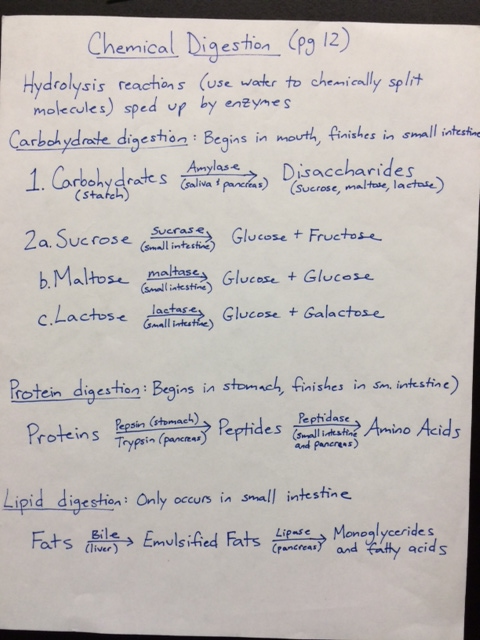 Chemical Digestion (pg 12)
Hydrolysis reactions (use water to chemically split
molecules) sped up by enzymes
Carbohydrate digestion: Begins in mouth, finishes in small intestine
1. Carbohydrates (starch) Amylase (saliva + pancreas) → Disaccharides (sucrose, maltose, lactose)
2a. Sucrose sucrase (small intestine) → Glucose + Fructose
b. Maltose maltase (small intestine) → Glucose + Glucose
c. Lactose lactase (small intestine) → Glucose + Galactose
Protein digestion: Begins in stomach, finishes in sm. intestine)
Proteins Pepsin (stomach) Trypsin (pancreas) → Peptides Peptidase (small intestine and pancreas) → Amino Acids
Lipid digestion: Only occurs in small intestine
Fats Bile (liver) → Emulsified Fats Lipase (pancreas) → Monoglycerides and fatty acids